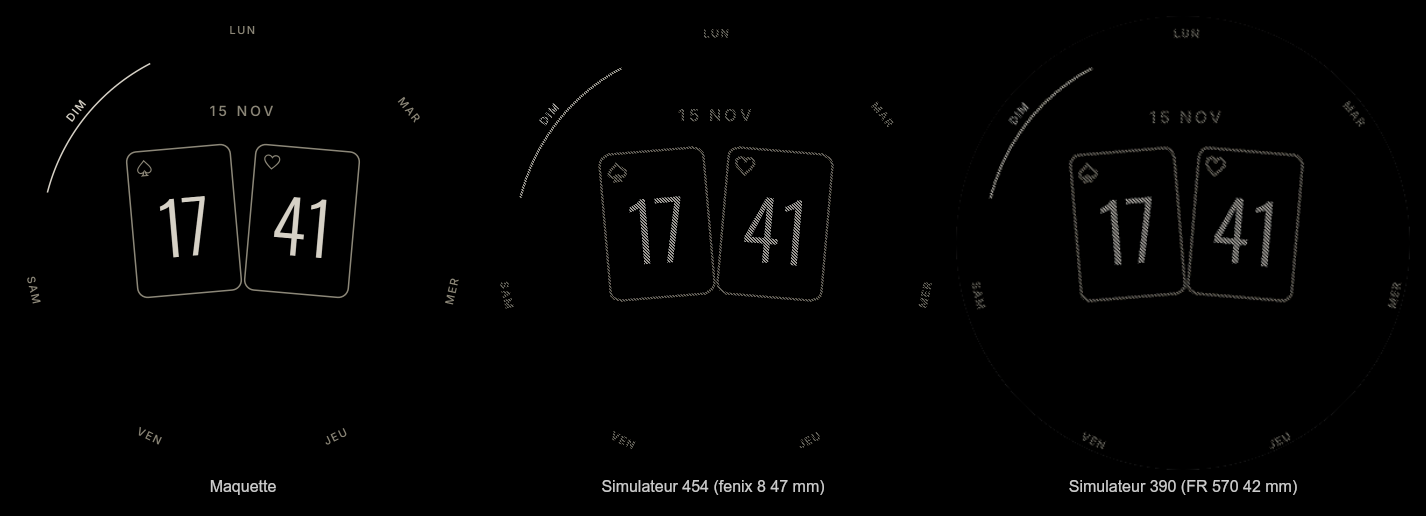 LUN
DIM
MAR
15 NOV
17 41
SAM
MER
VEN
JEU
Maquette
LUN
DIM
MAR
15 NOV
17 41
SAM
MER
VEN
JEU
Simulateur 454 (fenix 8 47 mm)
LUN
DIM
MAR
15 NOV
17 41
SAM
MER
VEN
JEU
Simulateur 390 (FR 570 42 mm)